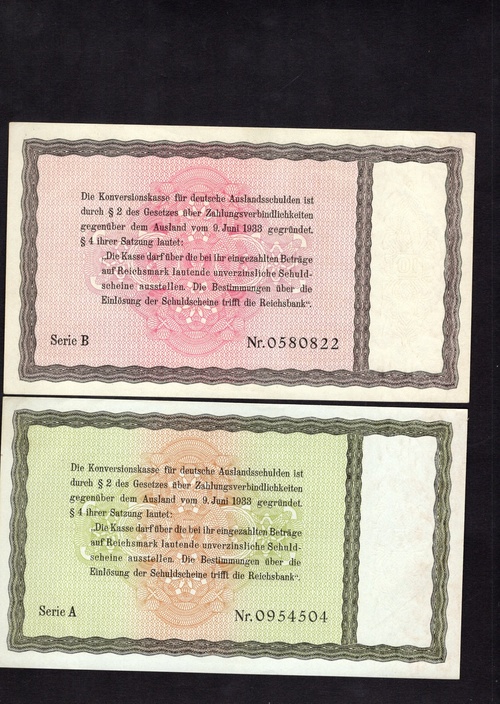 Die Konversionskasse für deutsche Auslandsschulden ist
durch § 2 des Gesetzes über Zahlungsverbindlichkeiten
gegenüber dem Ausland vom 9. Juni 1933 gegründet.
§ 4 ihrer Satzung lautet:
„Die Kasse darf über die bei ihr eingezahlten Beträge
auf Reichsmark lautende unverzinsliche Schuld-
scheine ausstellen. Die Bestimmungen über die
Einlösung der Schuldscheine trifft die Reichsbank“.
Serie B Nr. 0580822
Die Konversionskasse für deutsche Auslandsschulden ist
durch § 2 des Gesetzes über Zahlungsverbindlichkeiten
gegenüber dem Ausland vom 9. Juni 1933 gegründet.
§ 4 ihrer Satzung lautet:
„Die Kasse darf über die bei ihr eingezahlten Beträge
auf Reichsmark lautende unverzinsliche Schuld-
scheine ausstellen. Die Bestimmungen über die
Einlösung der Schuldscheine trifft die Reichsbank“.
Serie A Nr. 0954504